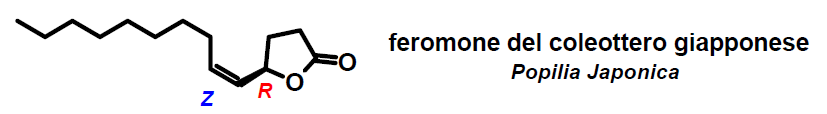 feromone del coleottero giapponese
Popilia Japonica
O
O
R
Z